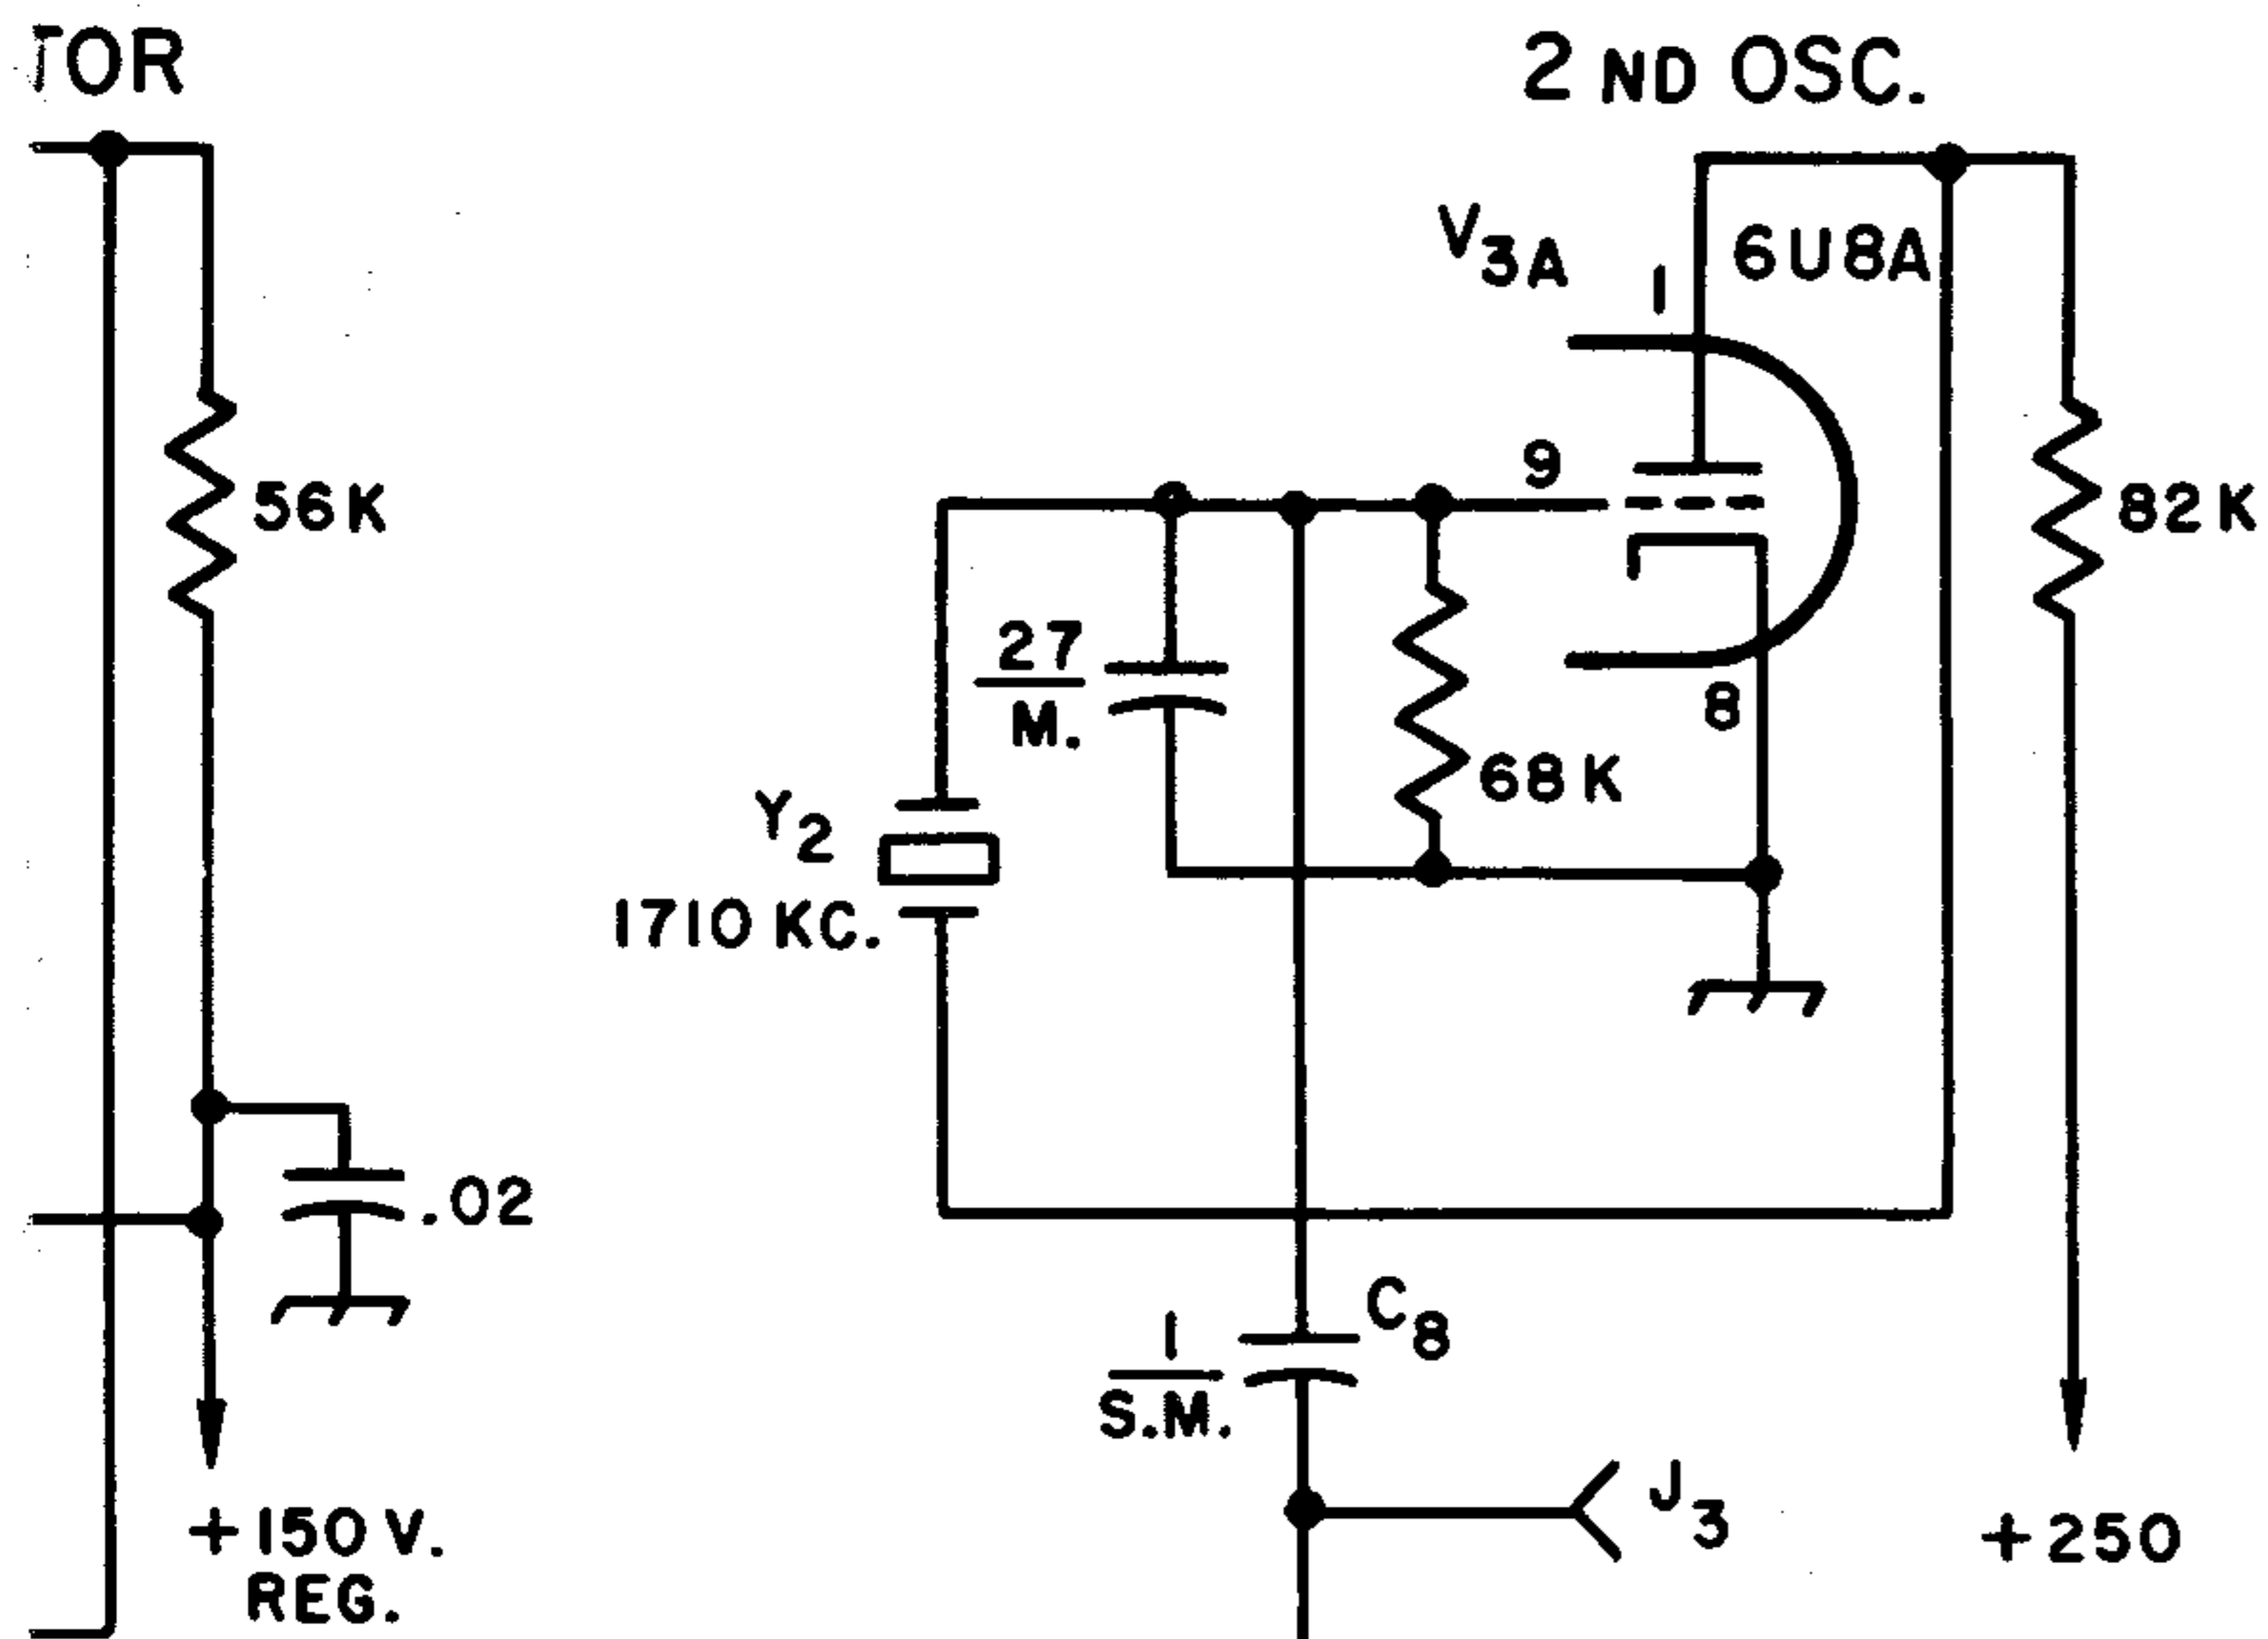 TOR
2 ND OSC.
V3A
1
6U8A
9
56K
82K
27
M.
8
68K
Y2
1710 KC.
.02
C8
1
S.M.
J3
+150 V.
REG.
+250